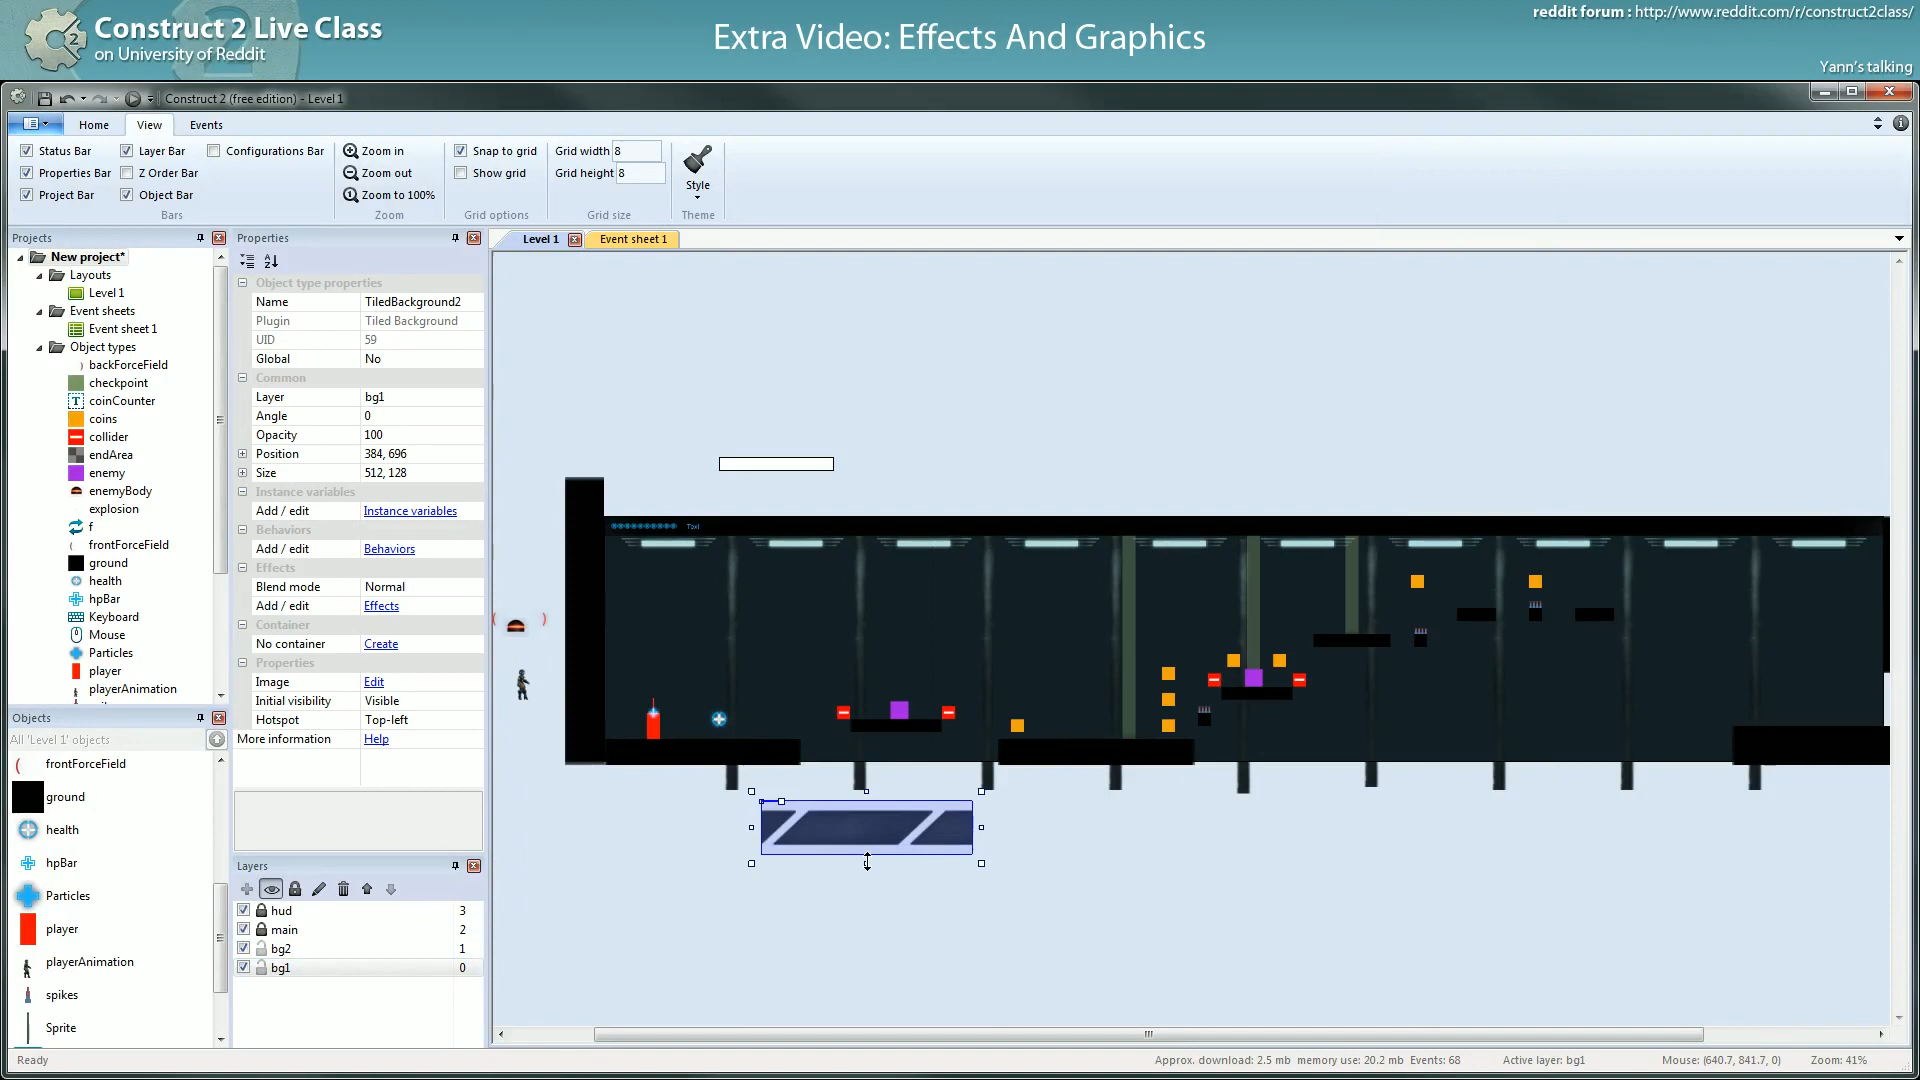 Construct 2 Live Class
on University of Reddit
Extra Video: Effects And Graphics
reddit forum : http://www.reddit.com/r/construct2class/
Yann's talking
Construct 2 (free edition) - Level 1
Home View Events
Status Bar Layer Bar Configurations Bar Zoom in Snap to grid Grid width 8
Properties Bar Z Order Bar Zoom out Show grid Grid height 8
Project Bar Object Bar Zoom to 100% Style
Bars Zoom Grid options Grid size Theme
Projects
New project*
Layouts
Level 1
Event sheets
Event sheet 1
Object types
backForceField
checkpoint
coinCounter
coins
collider
endArea
enemy
enemyBody
explosion
f
frontForceField
ground
health
hpBar
Keyboard
Mouse
Particles
player
playerAnimation
Objects
All 'Level 1' objects
frontForceField
ground
health
hpBar
Particles
player
playerAnimation
spikes
Sprite
Properties
Object type properties
Name TiledBackground2
Plugin Tiled Background
UID 59
Global No
Common
Layer bg1
Angle 0
Opacity 100
Position 384, 696
Size 512, 128
Instance variables
Add / edit Instance variables
Behaviors
Add / edit Behaviors
Effects
Blend mode Normal
Add / edit Effects
Container
No container Create
Properties
Image Edit
Initial visibility Visible
Hotspot Top-left
More information Help
Layers
hud 3
main 2
bg2 1
bg1 0
Level 1 Event sheet 1
Text
Ready
Approx. download: 2.5 mb memory use: 20.2 mb Events: 68 Active layer: bg1 Mouse: (640.7, 841.7, 0) Zoom: 41%